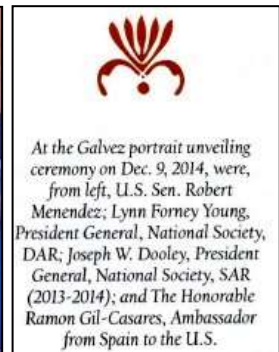 At the Galvez portrait unveiling
ceremony on Dec. 9, 2014, were,
from left, U.S. Sen. Robert
Menendez; Lynn Forney Young,
President General, National Society,
DAR; Joseph W. Dooley, President
General, National Society, SAR
(2013-2014); and The Honorable
Ramon Gil-Casares, Ambassador
from Spain to the U.S.